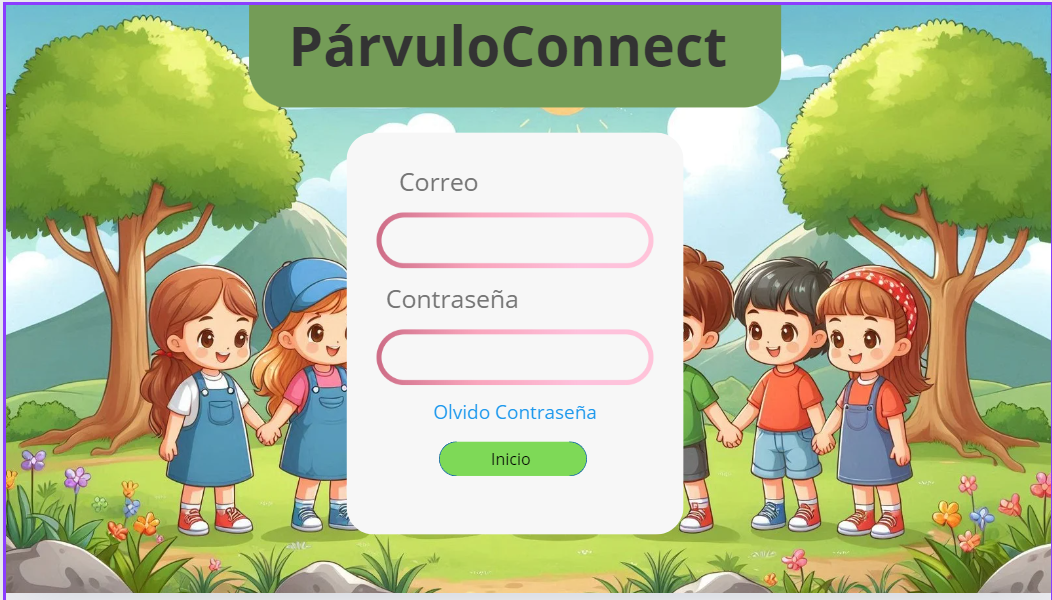 PárvuloConnect
Correo
Contraseña
Olvido Contraseña
Inicio